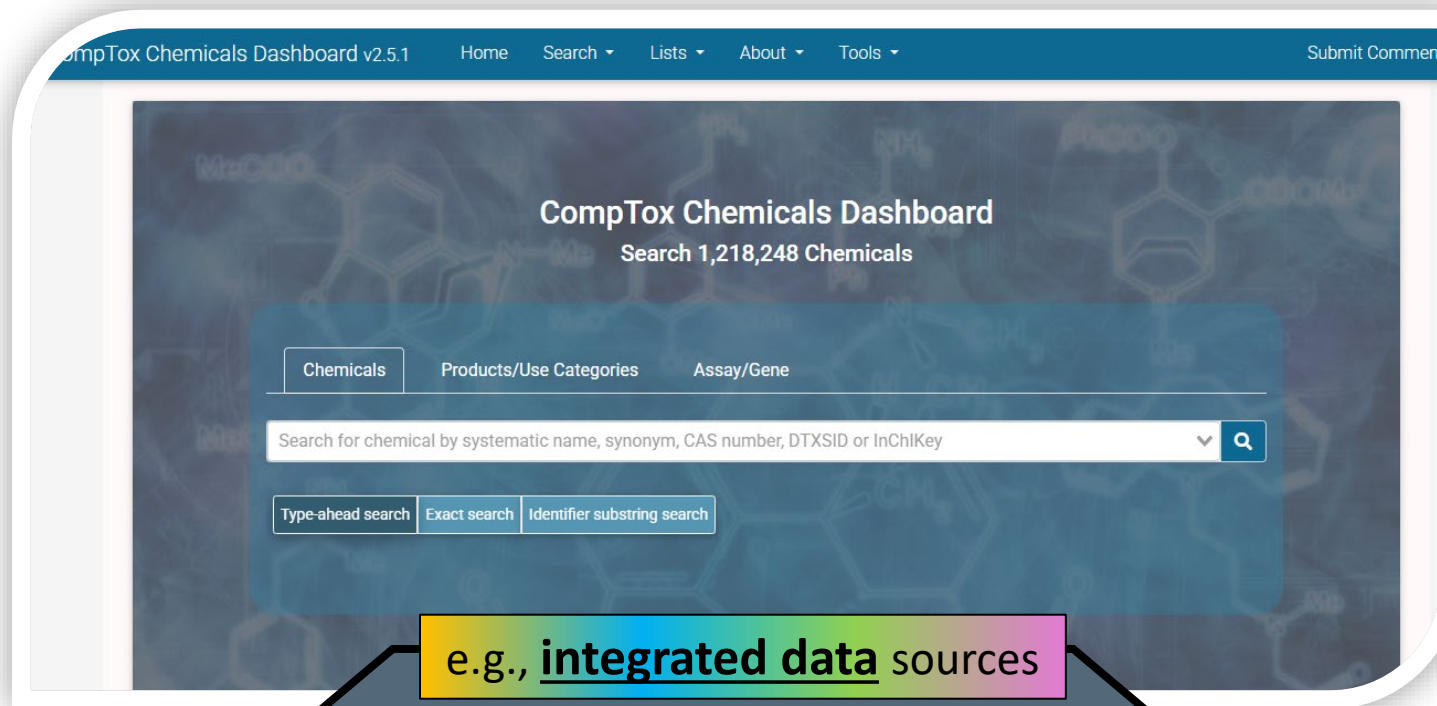 ompTox Chemicals Dashboard v2.5.1 Home Search Lists About Tools Submit Commen
CompTox Chemicals Dashboard
Search 1,218,248 Chemicals
Chemicals Products/Use Categories Assay/Gene
Search for chemical by systematic name, synonym, CAS number, DTXSID or InChIKey
Type-ahead search Exact search Identifier substring search
e.g., integrated data sources